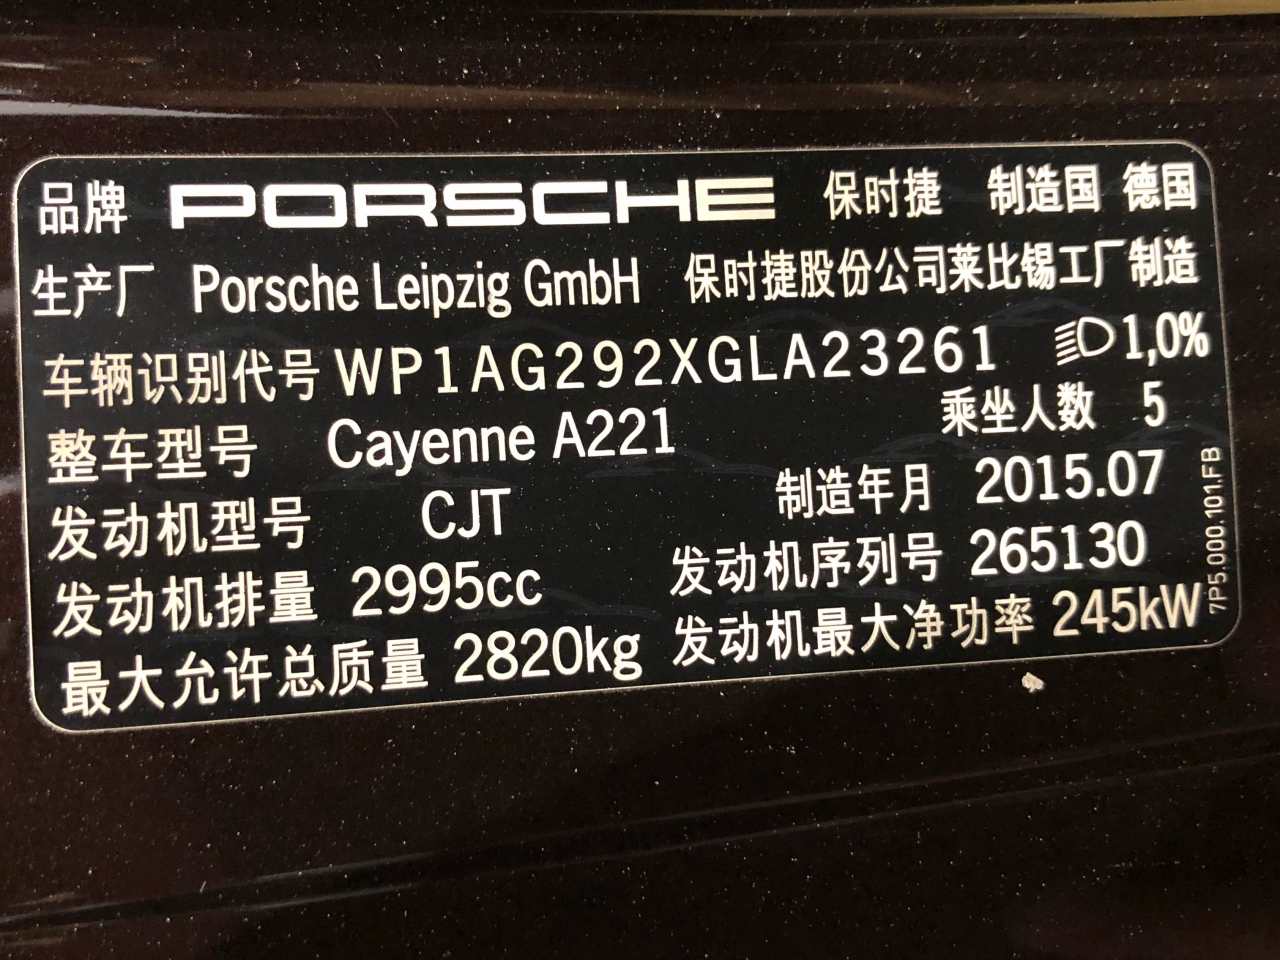 品牌 PORSCHE 保时捷 制造国 德国
生产厂 Porsche Leipzig GmbH 保时捷股份公司莱比锡工厂制造
车辆识别代号 WP1AG292XGLA23261 1,0%
整车型号 Cayenne A221 乘坐人数 5
发动机型号 CJT 制造年月 2015.07
发动机排量 2995cc 发动机序列号 265130
最大允许总质量 2820kg 发动机最大净功率 245kW
7P5.000.101.FB